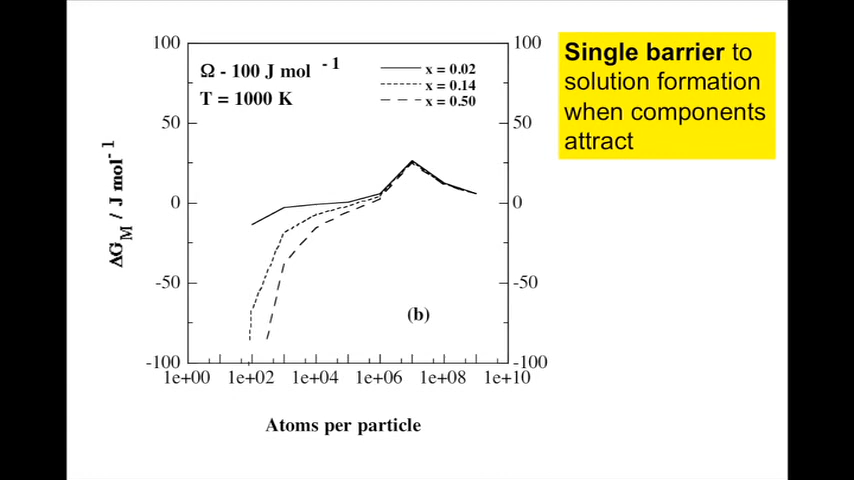 100
50
0
-50
-100
100
50
0
-50
-100
Ω - 100 J mol -1
T = 1000 K
x = 0.02
x = 0.14
x = 0.50
(b)
ΔGM / J mol-1
1e+00 1e+02 1e+04 1e+06 1e+08 1e+10
Atoms per particle
Single barrier to
solution formation
when components
attract